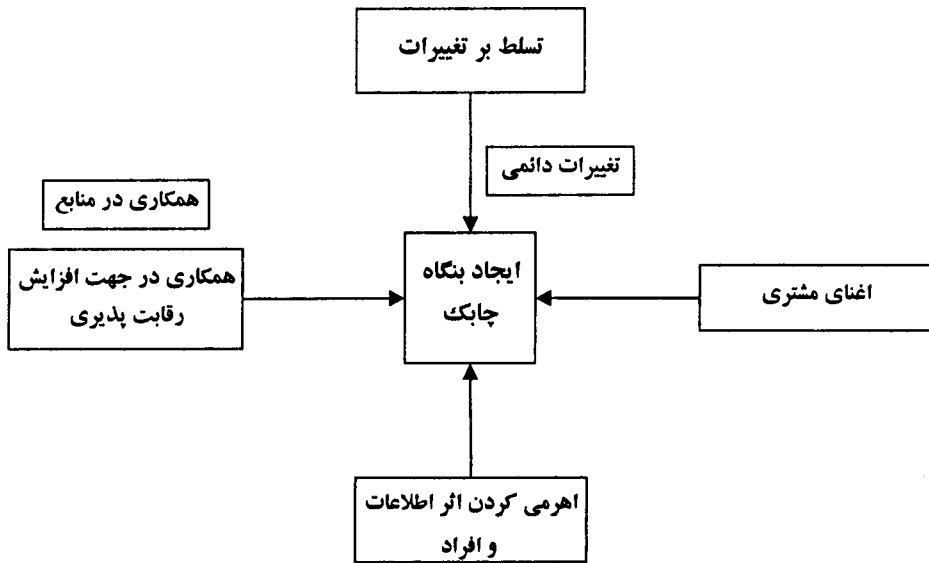 تسلط بر تغییرات
تغییرات دائمی
همکاری در منابع
همکاری در جهت افزایش
رقابت پذیری
ایجاد بنگاه
چابک
اغنای مشتری
اهرمی کردن اثر اطلاعات
و افراد